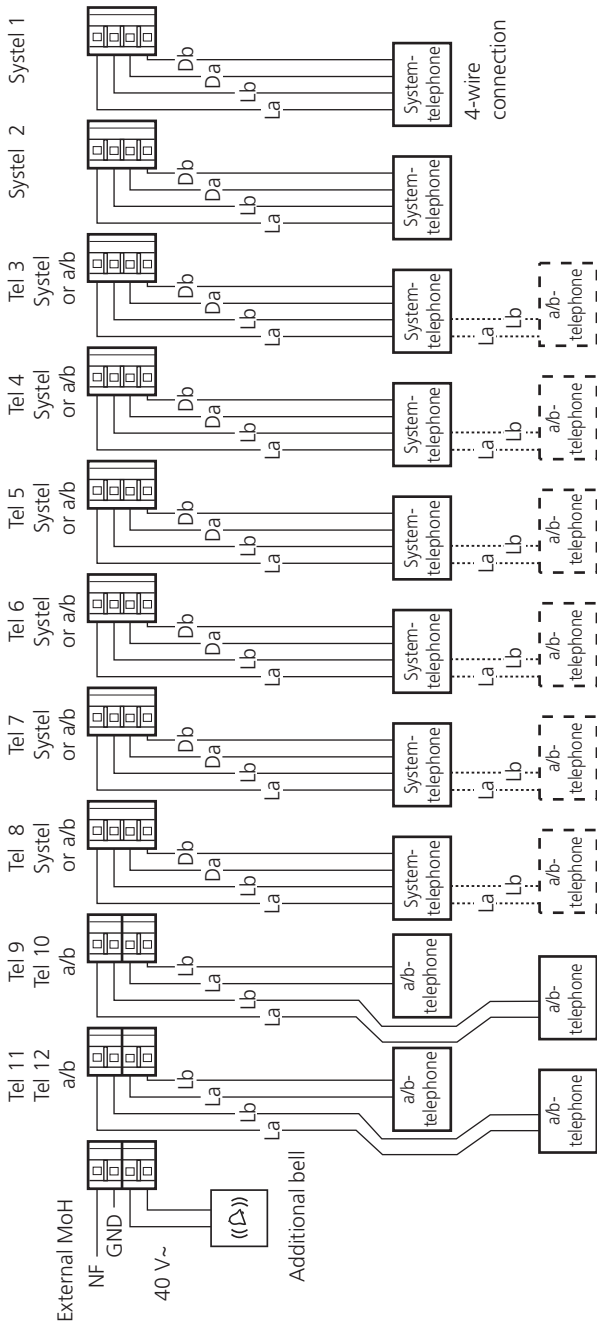 Systel 1
Db
Da
Lb
La
System-
telephone
4-wire
connection
Systel 2
Db
Da
Lb
La
System-
telephone
Tel 3
Systel
or a/b
Db
Da
Lb
La
System-
telephone
Lb
La
a/b-
telephone
Tel 4
Systel
or a/b
Db
Da
Lb
La
System-
telephone
Lb
La
a/b-
telephone
Tel 5
Systel
or a/b
Db
Da
Lb
La
System-
telephone
Lb
La
a/b-
telephone
Tel 6
Systel
or a/b
Db
Da
Lb
La
System-
telephone
Lb
La
a/b-
telephone
Tel 7
Systel
or a/b
Db
Da
Lb
La
System-
telephone
Lb
La
a/b-
telephone
Tel 8
Systel
or a/b
Db
Da
Lb
La
System-
telephone
Lb
La
a/b-
telephone
Tel 9
Tel 10
a/b
Lb
La
Lb
La
a/b-
telephone
a/b-
telephone
Tel 11
Tel 12
a/b
Lb
La
Lb
La
a/b-
telephone
a/b-
telephone
External MoH
NF
GND
40 V~
Additional bell